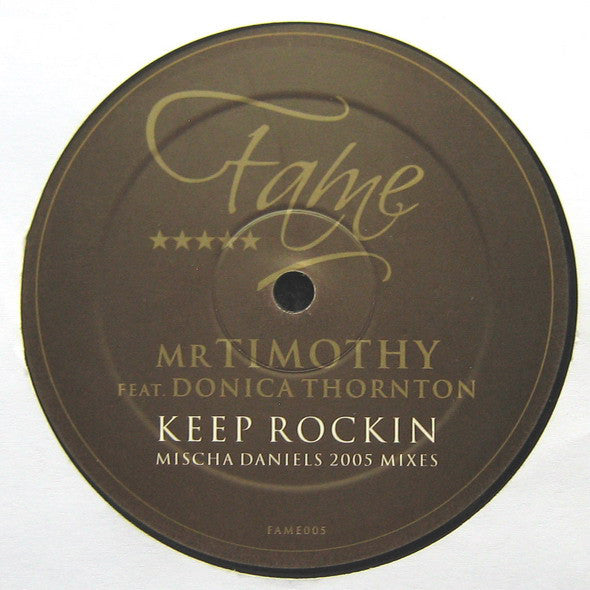 Fame
★★★★★
MR TIMOTHY
FEAT. DONICA THORNTON
KEEP ROCKIN
MISCHA DANIELS 2005 MIXES
FAME005